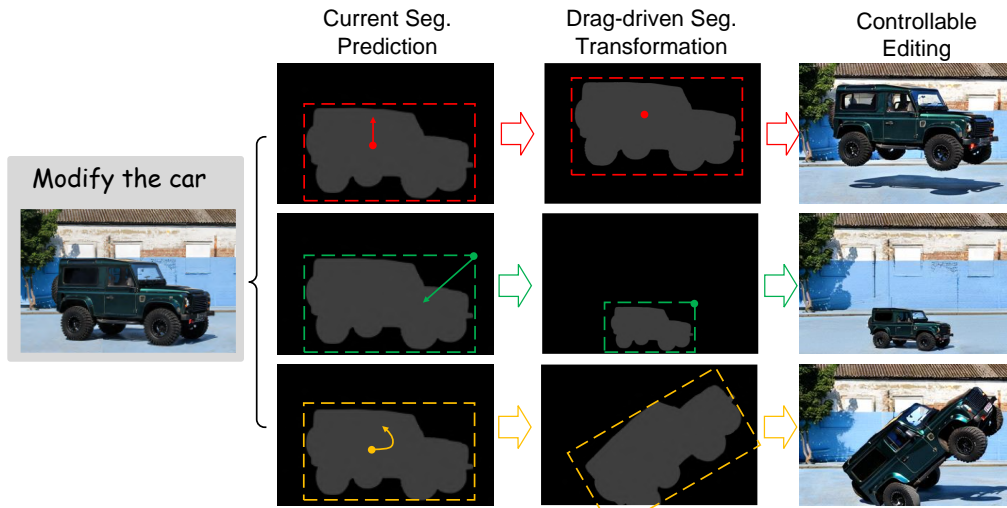 Current Seg.
Prediction
Drag-driven Seg.
Transformation
Controllable
Editing
Modify the car